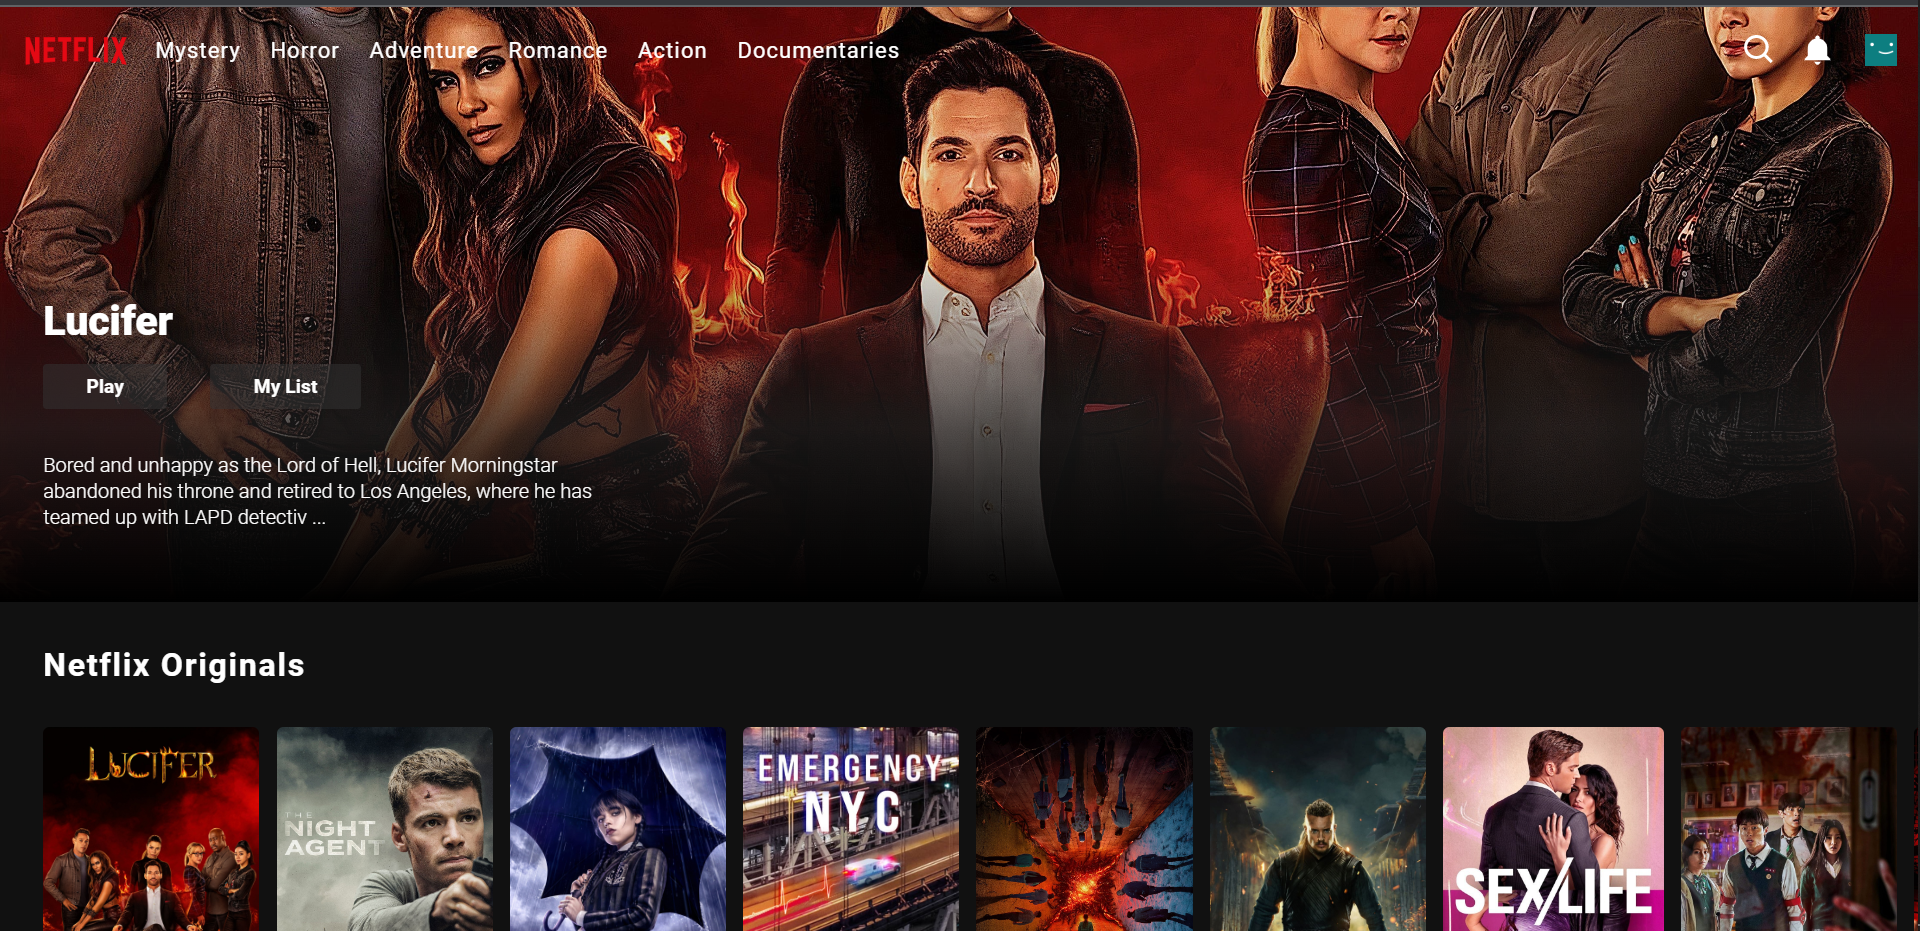 NETFLIX Mystery Horror Adventure Romance Action Documentaries
Lucifer
Play My List
Bored and unhappy as the Lord of Hell, Lucifer Morningstar
abandoned his throne and retired to Los Angeles, where he has
teamed up with LAPD detectiv ...
Netflix Originals
LUCIFER
THE
NIGHT
AGENT
EMERGENCY
NYC
SEX/LIFE